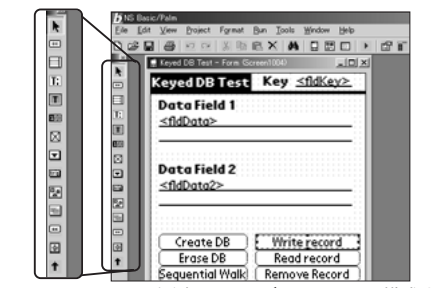 NS Basic/Palm
File Edit View Project Format Run Tools Window Help
Keyed DB Test - Form (Screen1004)
Keyed DB Test Key <fldKey>
Data Field 1
<fldData>
Data Field 2
<fldData2>
Create DB Write record
Erase DB Read record
Sequential Walk Remove Record